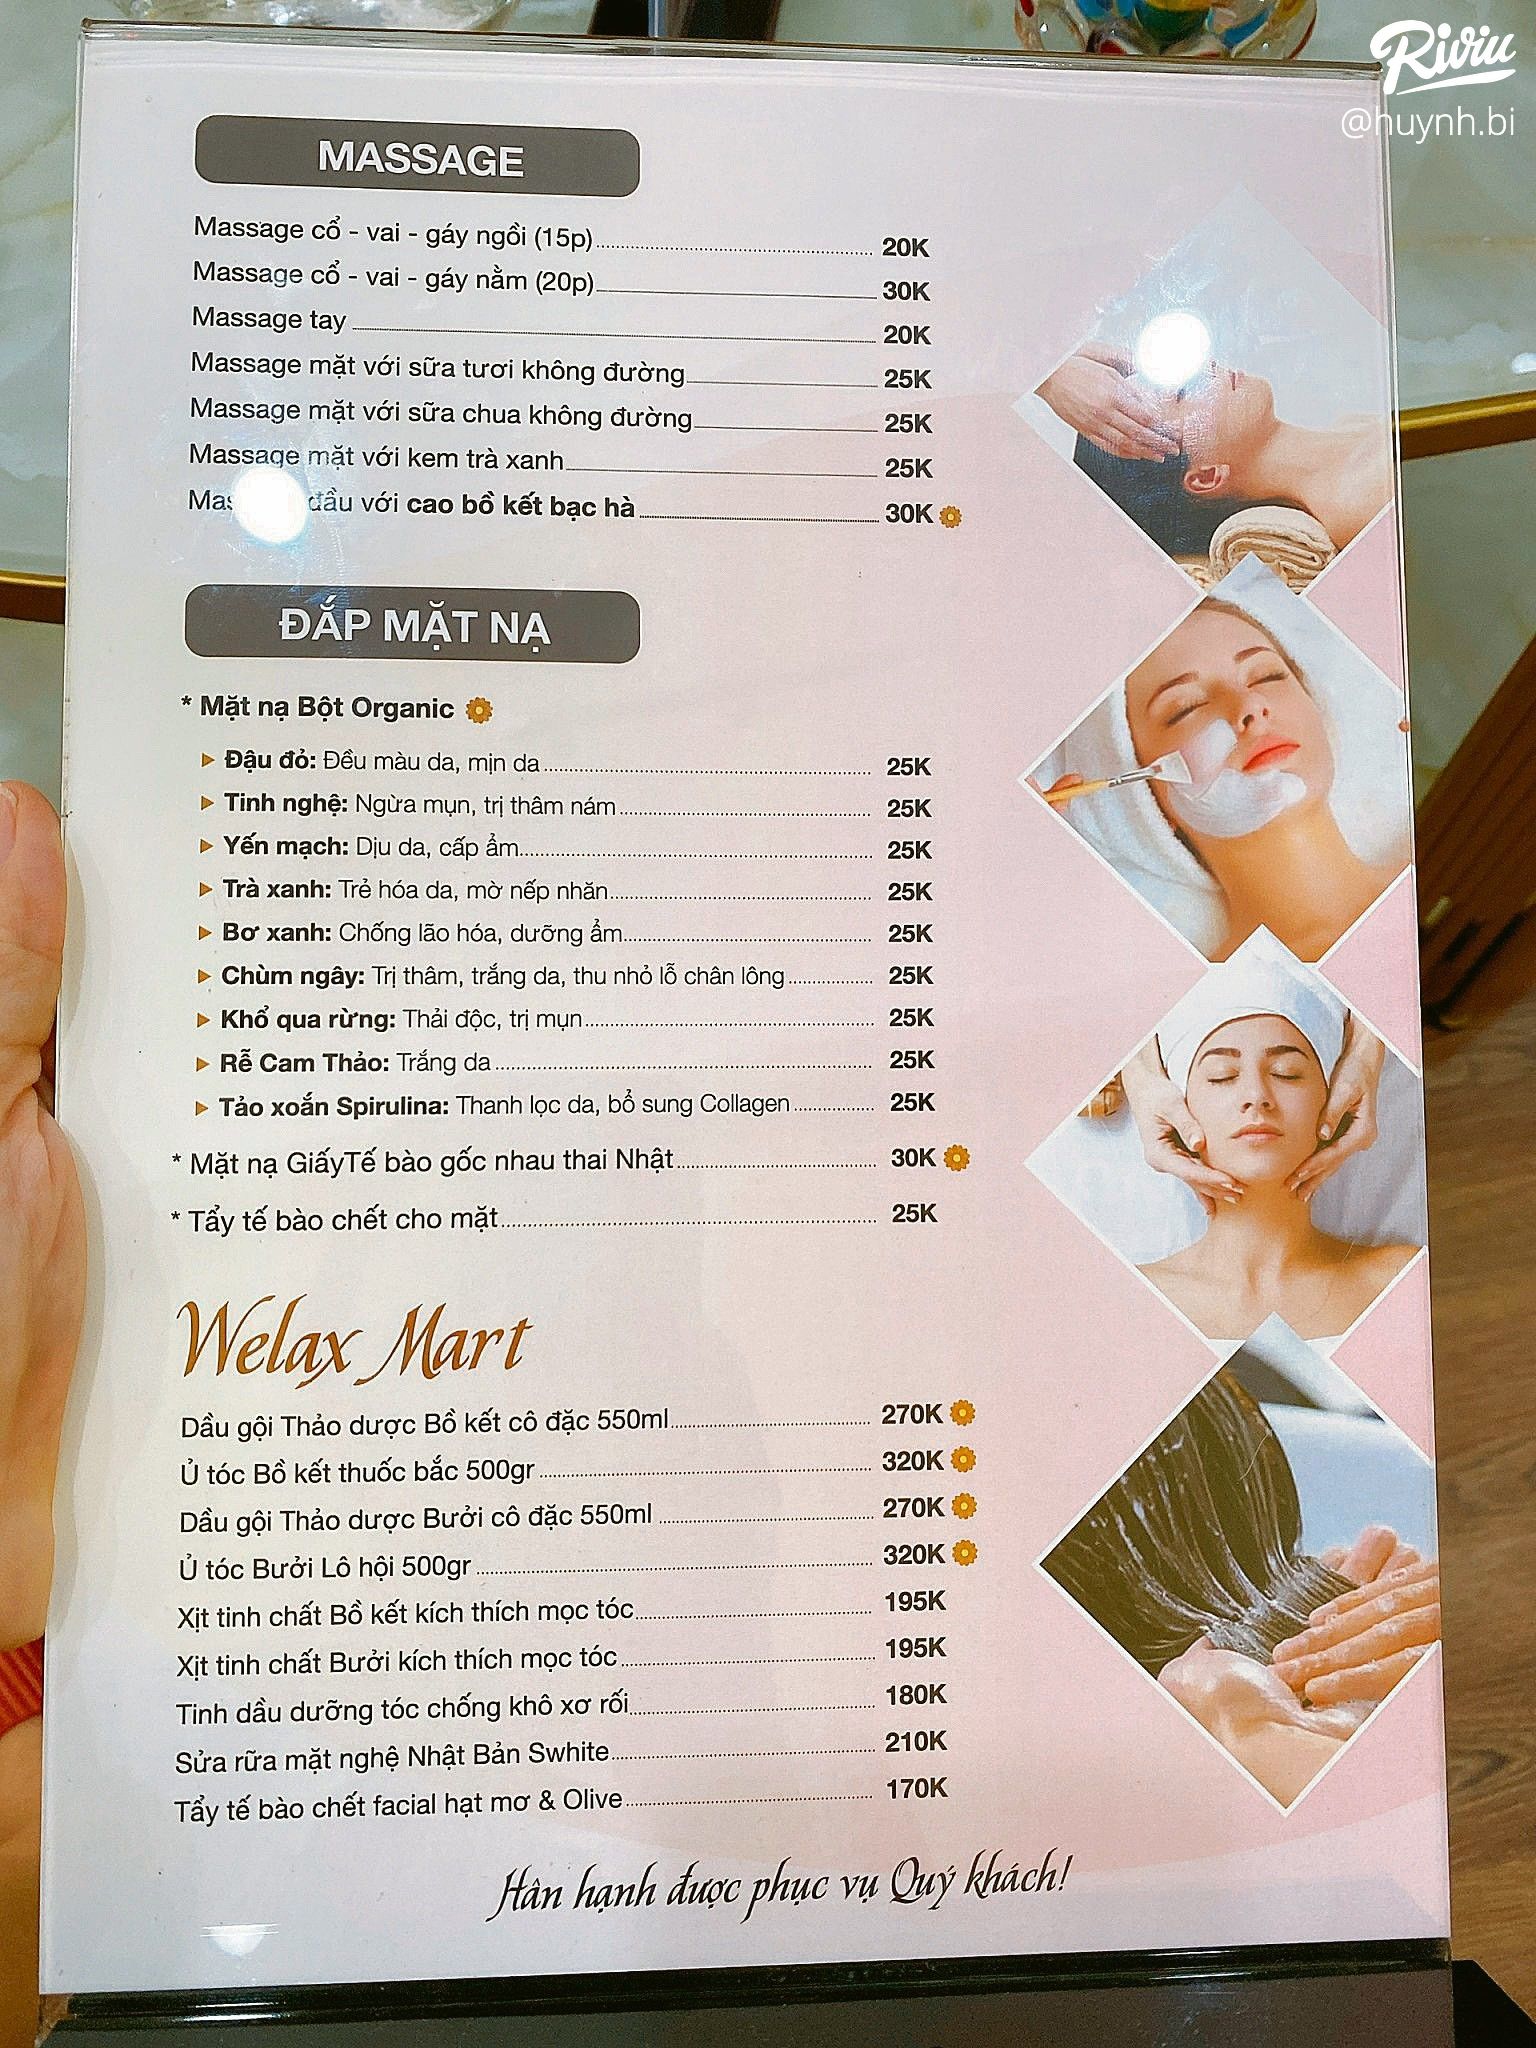 Riviu
@huynh.bi
MASSAGE
Massage cổ - vai - gáy ngồi (15p) 20K
Massage cổ - vai - gáy nằm (20p) 30K
Massage tay 20K
Massage mặt với sữa tươi không đường 25K
Massage mặt với sữa chua không đường 25K
Massage mặt với kem trà xanh 25K
đầu với cao bồ kết bạc hà 30K
ĐẮP MẶT NẠ
* Mặt nạ Bột Organic
Đậu đỏ: Đều màu da, mịn da 25K
Tinh nghệ: Ngừa mụn, trị thâm nám 25K
Yến mạch: Dịu da, cấp ẩm 25K
Trà xanh: Trẻ hóa da, mờ nếp nhăn 25K
Bơ xanh: Chống lão hóa, dưỡng ẩm 25K
Chùm ngây: Trị thâm, trắng da, thu nhỏ lỗ chân lông 25K
Khổ qua rừng: Thải độc, trị mụn 25K
Rễ Cam Thảo: Trắng da 25K
Tảo xoắn Spirulina: Thanh lọc da, bổ sung Collagen 25K
* Mặt nạ GiấyTế bào gốc nhau thai Nhật 30K
* Tẩy tế bào chết cho mặt 25K
Welax Mart
Dầu gội Thảo dược Bồ kết cô đặc 550ml 270K
Ủ tóc Bồ kết thuốc bắc 500gr 320K
Dầu gội Thảo dược Bưởi cô đặc 550ml 270K
Ủ tóc Bưởi Lô hội 500gr 320K
Xịt tinh chất Bồ kết kích thích mọc tóc 195K
Xịt tinh chất Bưởi kích thích mọc tóc 195K
Tinh dầu dưỡng tóc chống khô xơ rối 180K
Sửa rữa mặt nghệ Nhật Bản Swhite 210K
Tẩy tế bào chết facial hạt mơ & Olive 170K
Hân hạnh được phục vụ Quý khách!